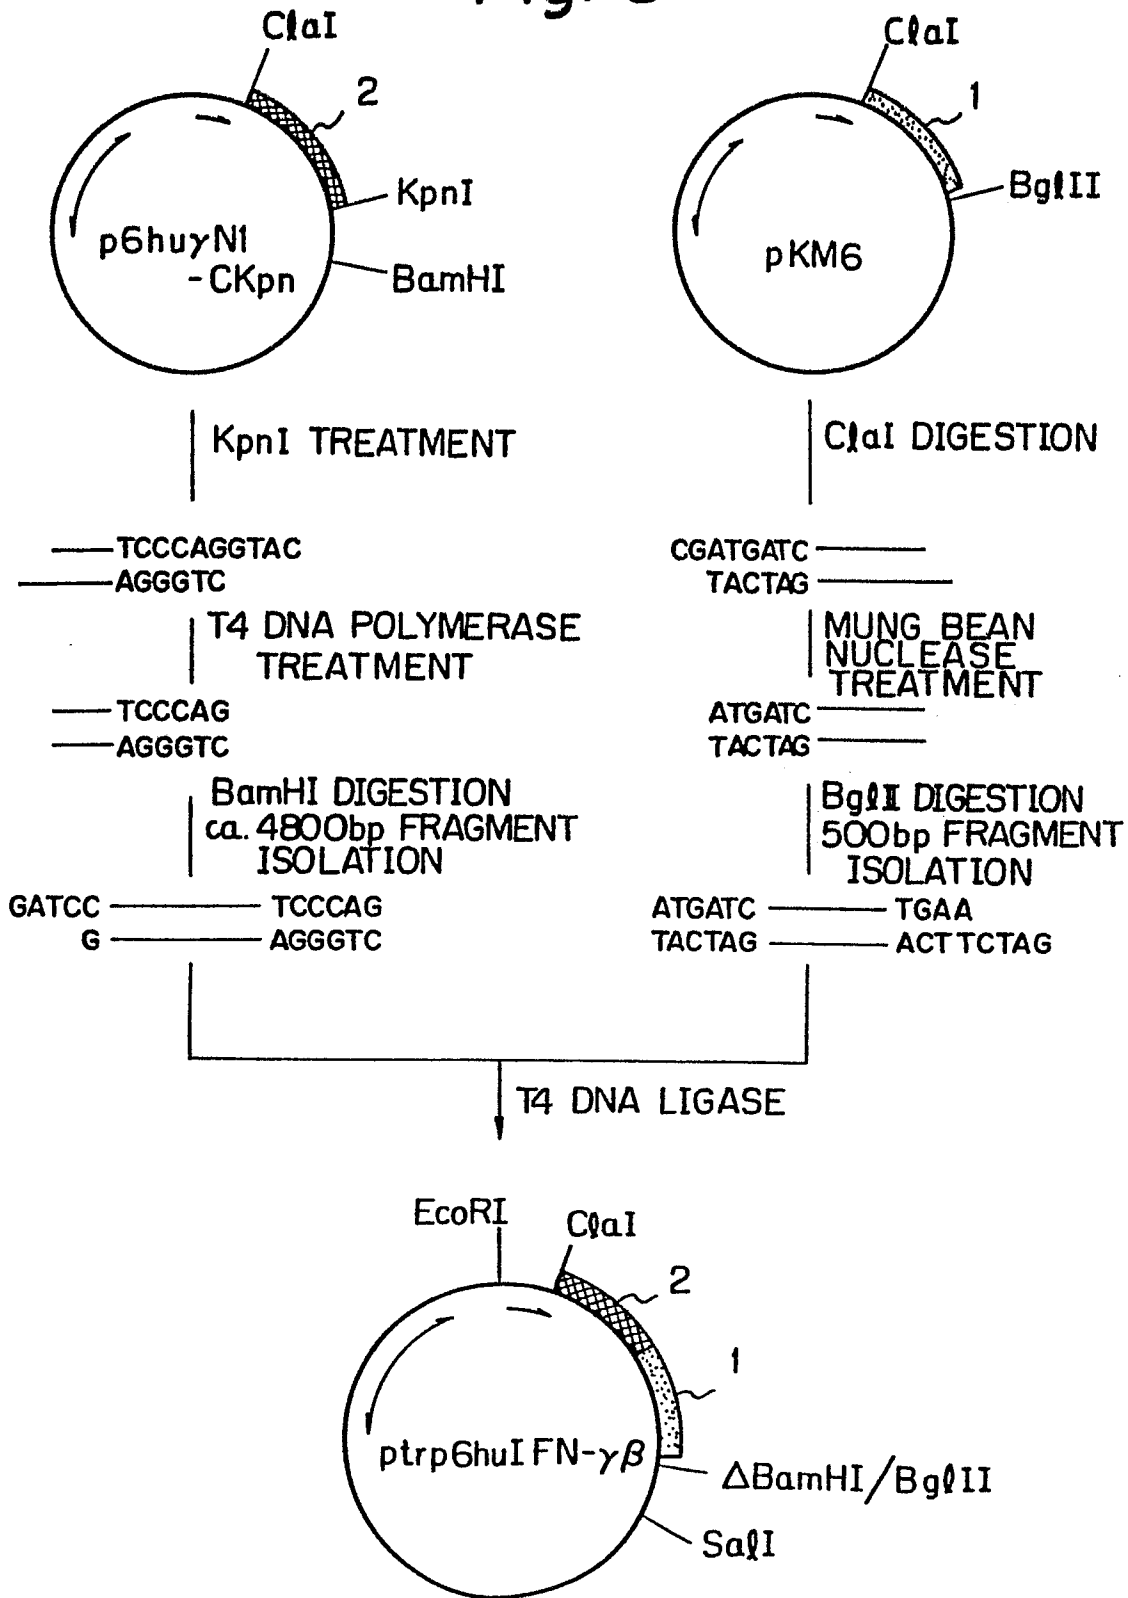 ClaI
2
KpnI
BamHI
p6huγN1
-CKpn
ClaI
1
BglII
pKM6
KpnI TREATMENT
ClaI DIGESTION
TCCCAGGTAC
AGGGTC
CGATGATC
TACTAG
T4 DNA POLYMERASE
TREATMENT
MUNG BEAN
NUCLEASE
TREATMENT
TCCCAG
AGGGTC
ATGATC
TACTAG
BamHI DIGESTION
ca. 4800bp FRAGMENT
ISOLATION
BglII DIGESTION
500bp FRAGMENT
ISOLATION
GATCC TCCCAG
G AGGGTC
ATGATC TGAA
TACTAG ACTTCTAG
T4 DNA LIGASE
EcoRI
ClaI
2
1
ptrp6huIFN-γβ
ΔBamHI/BglII
SalI